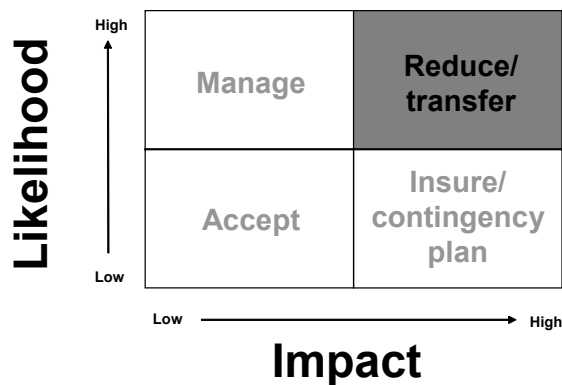 High
Likelihood
Manage
Reduce/
transfer
Accept
Insure/
contingency
plan
Low
Low
High
Impact